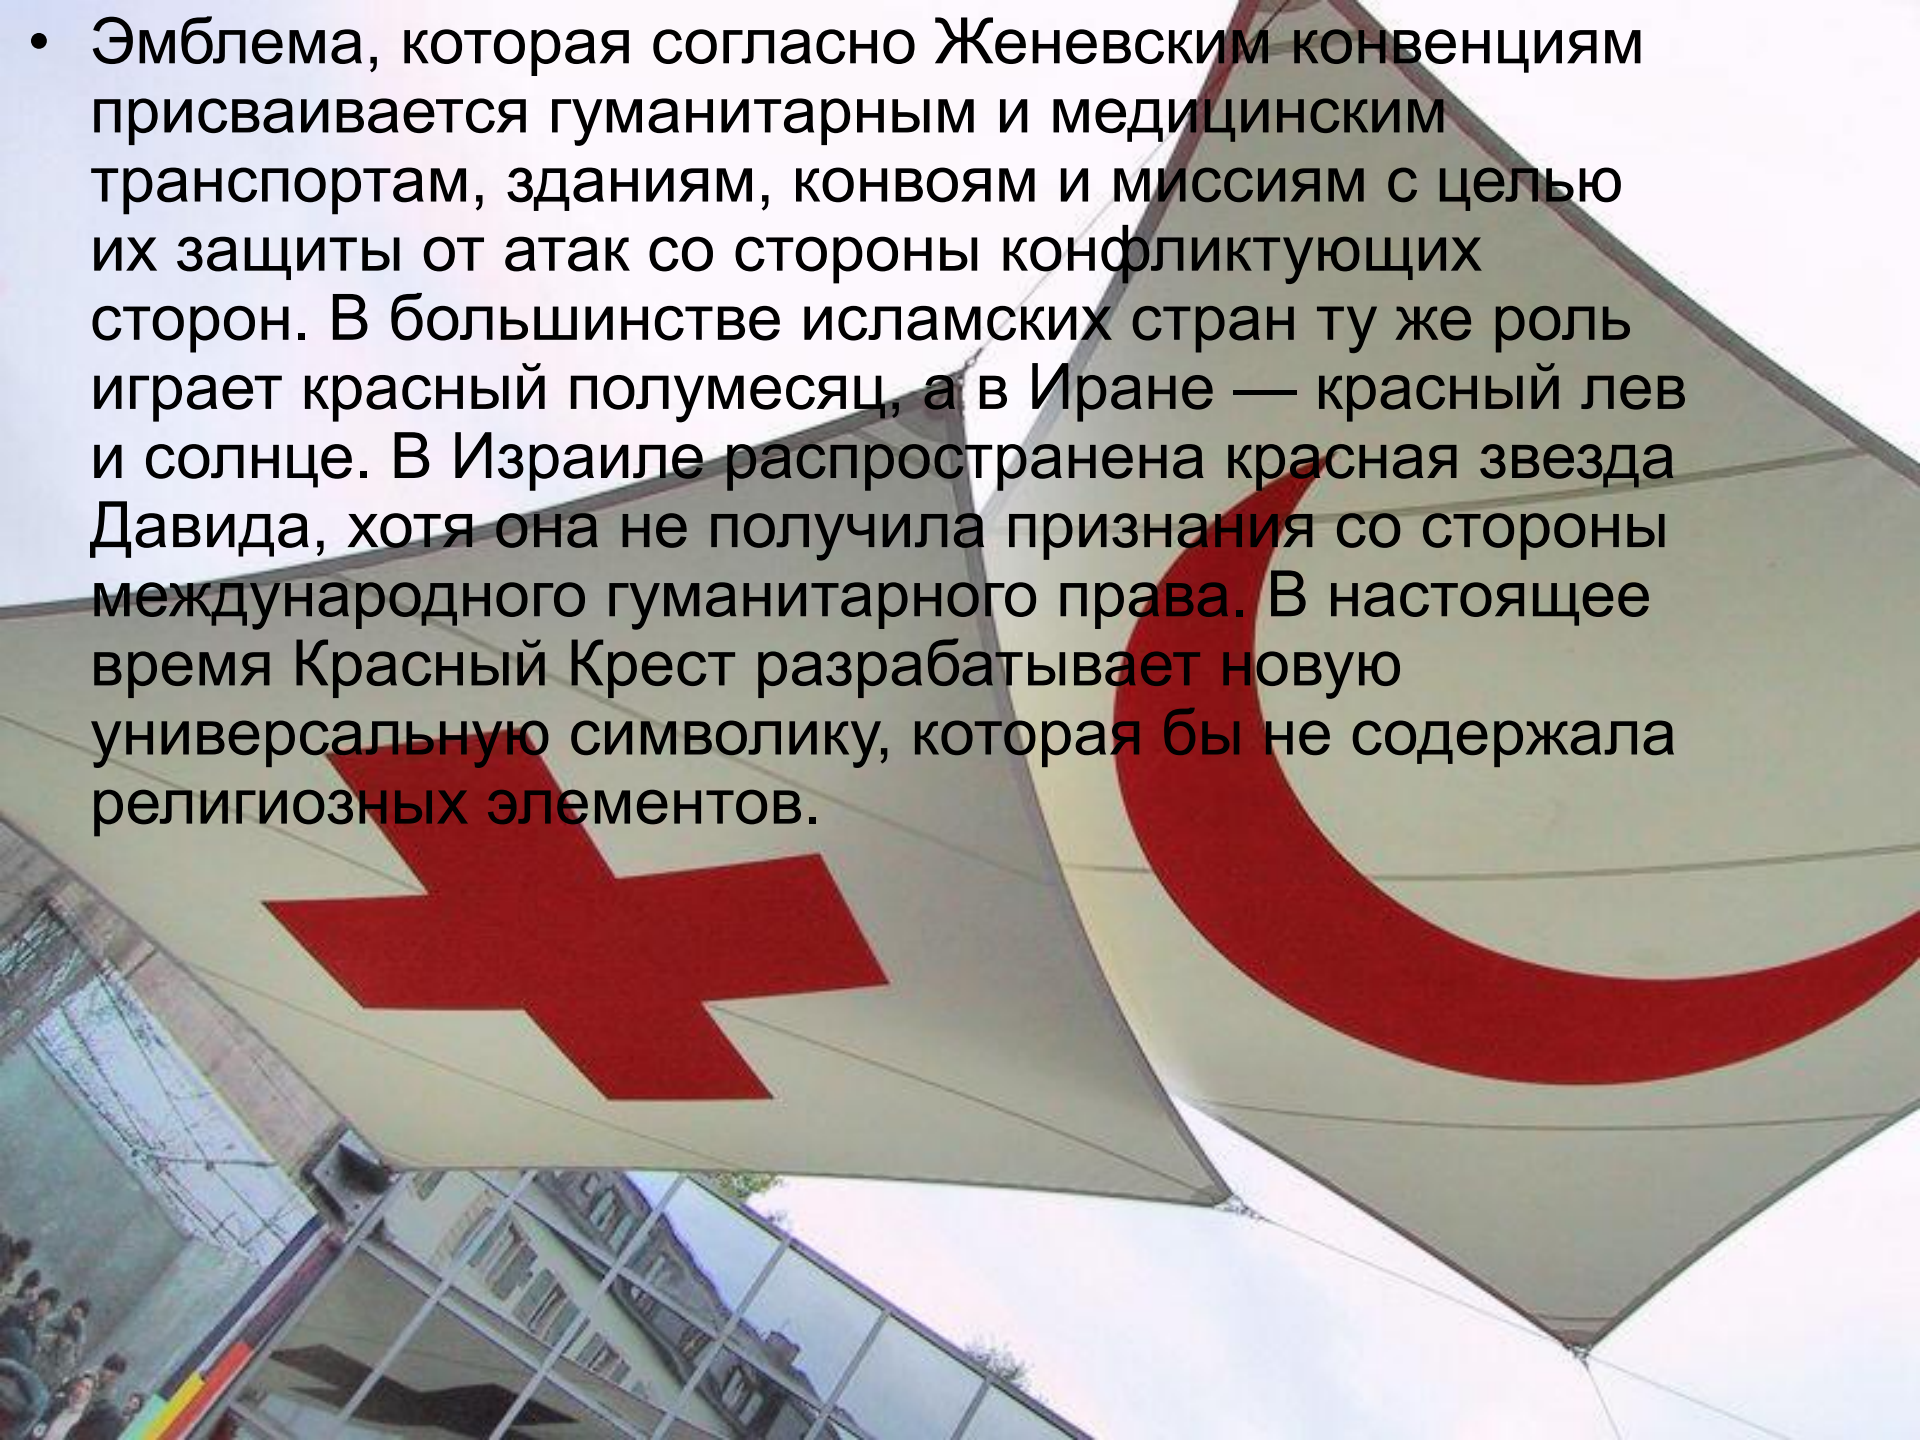 • Эмблема, которая согласно Женевским конвенциям
присваивается гуманитарным и медицинским
транспортам, зданиям, конвоям и миссиям с целью
их защиты от атак со стороны конфликтующих
сторон. В большинстве исламских стран ту же роль
играет красный полумесяц, а в Иране — красный лев
и солнце. В Израиле распространена красная звезда
Давида, хотя она не получила признания со стороны
международного гуманитарного права. В настоящее
время Красный Крест разрабатывает новую
универсальную символику, которая бы не содержала
религиозных элементов.